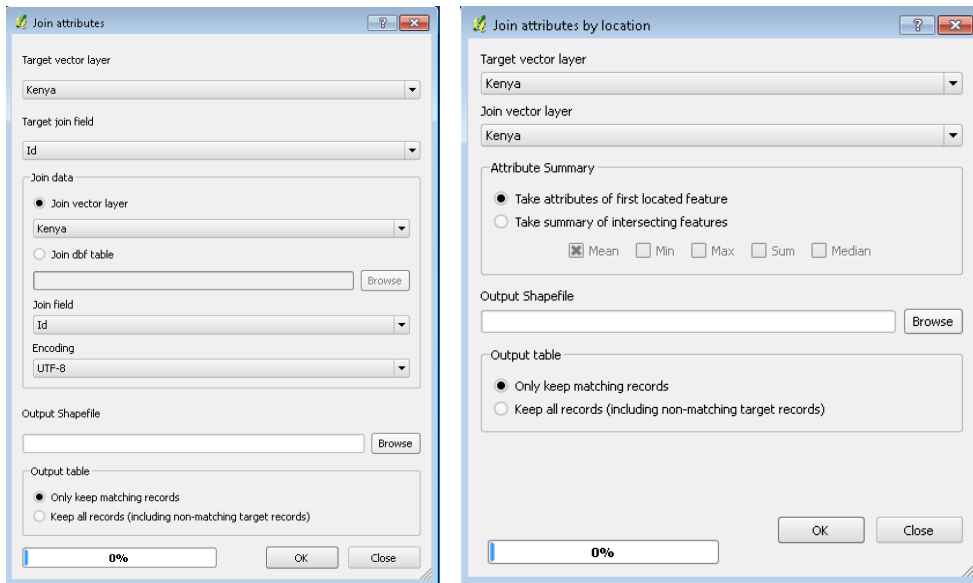 Join attributes
Target vector layer
Kenya
Target join field
Id
Join data
Join vector layer
Kenya
Join dbf table
Browse
Join field
Id
Encoding
UTF-8
Output Shapefile
Browse
Output table
Only keep matching records
Keep all records (including non-matching target records)
0% OK Close
Join attributes by location
Target vector layer
Kenya
Join vector layer
Kenya
Attribute Summary
Take attributes of first located feature
Take summary of intersecting features
Mean Min Max Sum Median
Output Shapefile
Browse
Output table
Only keep matching records
Keep all records (including non-matching target records)
OK Close
0%